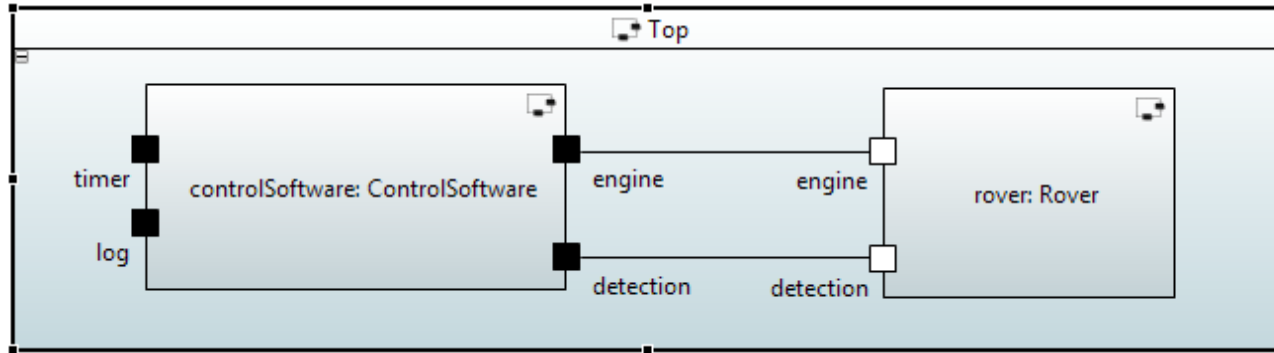 Top
timer
log
controlSoftware: ControlSoftware
engine
detection
engine
detection
rover: Rover